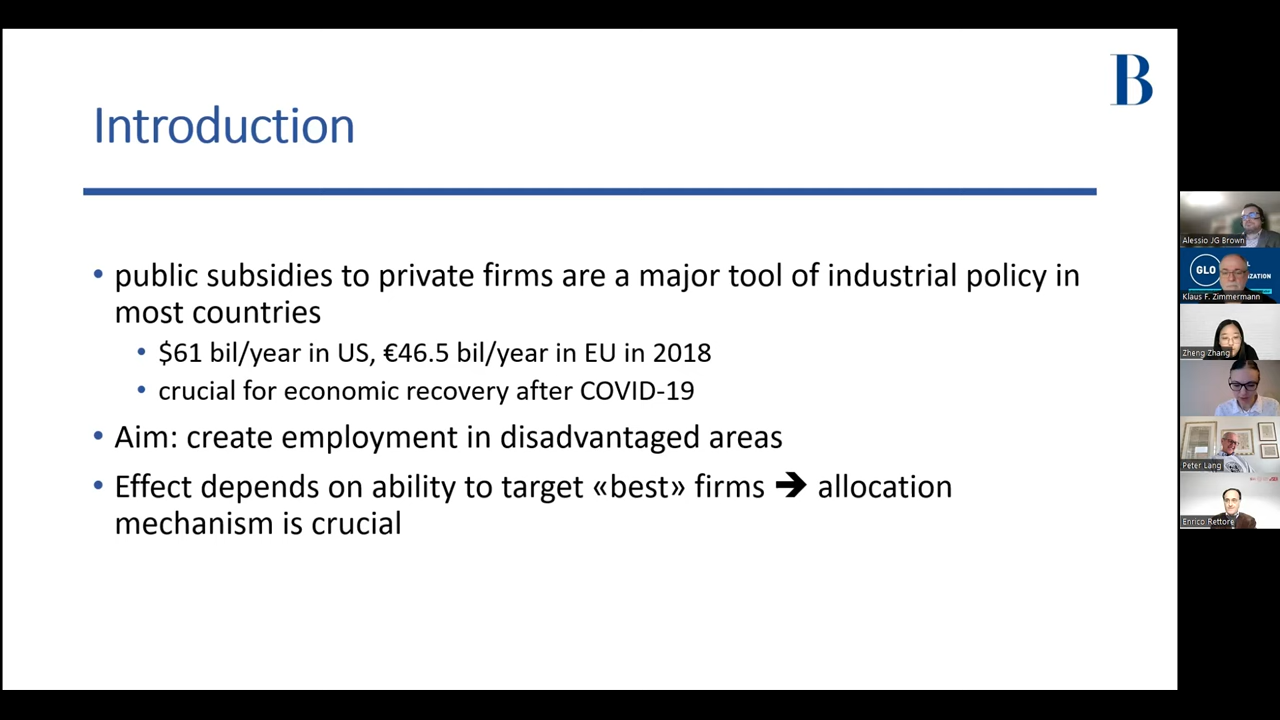 B
Introduction
• public subsidies to private firms are a major tool of industrial policy in
most countries
• $61 bil/year in US, €46.5 bil/year in EU in 2018
• crucial for economic recovery after COVID-19
• Aim: create employment in disadvantaged areas
• Effect depends on ability to target «best» firms ➔ allocation
mechanism is crucial
Alessio JG Brown
GLO
Klaus F. Zimmermann
Zheng Zhang
Peter Lang
Enrico Rettore